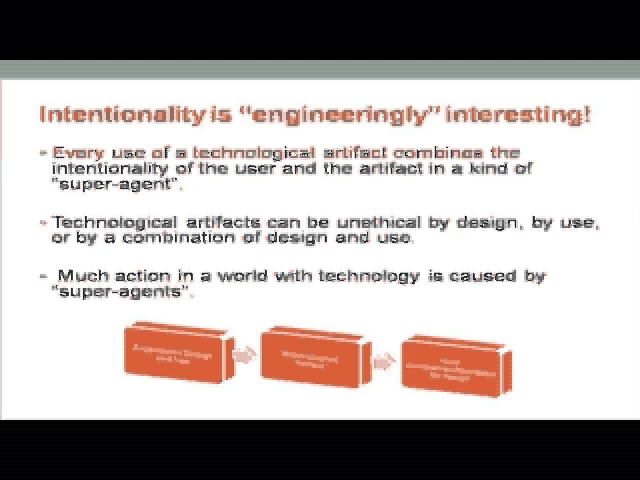 Intentionality is “engineeringly” interesting!
- Every use of a technological artifact combines the
intentionality of the user and the artifact in a kind of
“super-agent”.
- Technological artifacts can be unethical by design, by use,
or by a combination of design and use.
- Much action in a world with technology is caused by
“super-agents”.